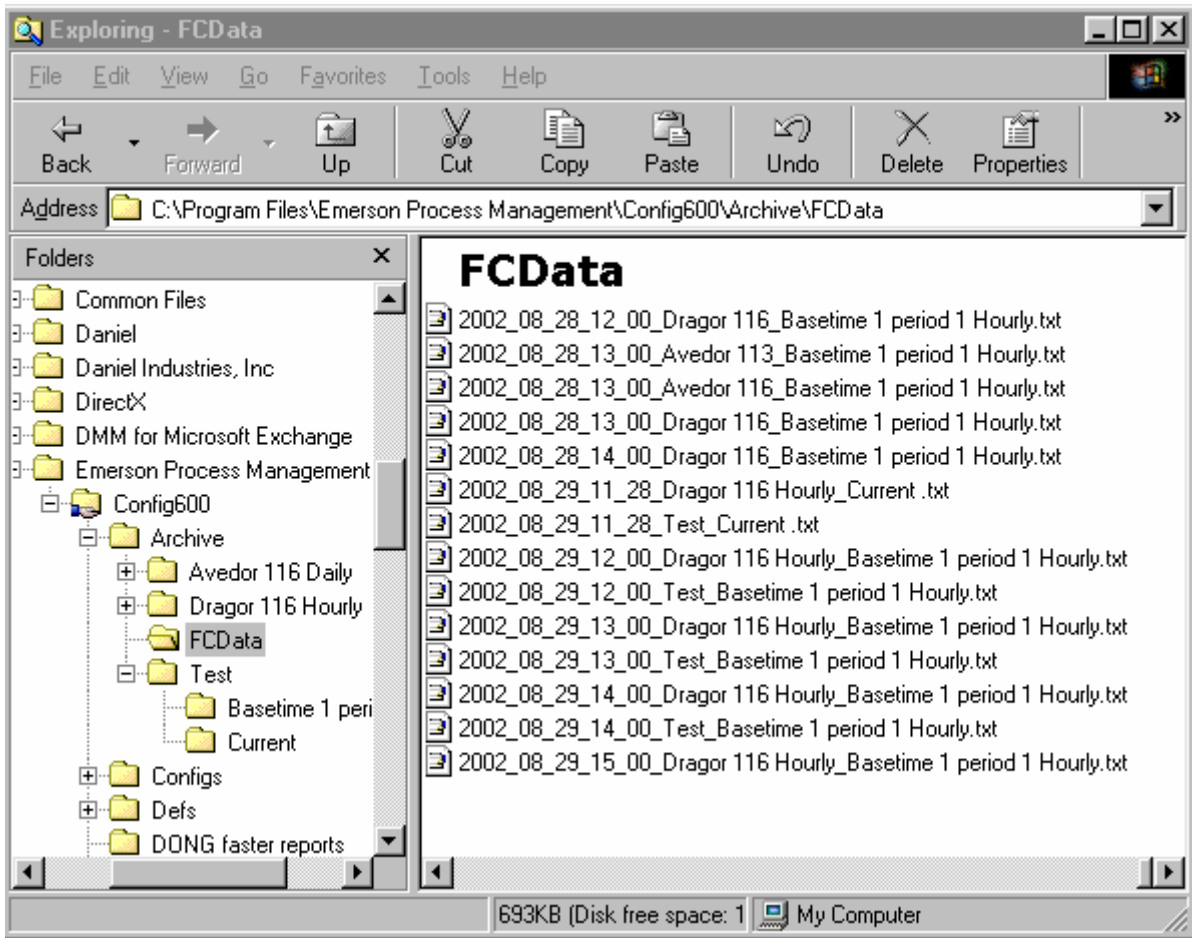 Exploring - FCData
File Edit View Go Favorites Tools Help
Back Forward Up Cut Copy Paste Undo Delete Properties »
Address C:\Program Files\Emerson Process Management\Config600\Archive\FCData
Folders
Common Files
Daniel
Daniel Industries, Inc
DirectX
DMM for Microsoft Exchange
Emerson Process Management
Config600
Archive
Avedor 116 Daily
Dragor 116 Hourly
FCData
Test
Basetime 1 peri
Current
Configs
Defs
DONG faster reports
FCData
2002_08_28_12_00_Dragor 116_Basetime 1 period 1 Hourly.txt
2002_08_28_13_00_Avedor 113_Basetime 1 period 1 Hourly.txt
2002_08_28_13_00_Avedor 116_Basetime 1 period 1 Hourly.txt
2002_08_28_13_00_Dragor 116_Basetime 1 period 1 Hourly.txt
2002_08_28_14_00_Dragor 116_Basetime 1 period 1 Hourly.txt
2002_08_29_11_28_Dragor 116 Hourly_Current .txt
2002_08_29_11_28_Test_Current .txt
2002_08_29_12_00_Dragor 116 Hourly_Basetime 1 period 1 Hourly.txt
2002_08_29_12_00_Test_Basetime 1 period 1 Hourly.txt
2002_08_29_13_00_Dragor 116 Hourly_Basetime 1 period 1 Hourly.txt
2002_08_29_13_00_Test_Basetime 1 period 1 Hourly.txt
2002_08_29_14_00_Dragor 116 Hourly_Basetime 1 period 1 Hourly.txt
2002_08_29_14_00_Test_Basetime 1 period 1 Hourly.txt
2002_08_29_15_00_Dragor 116 Hourly_Basetime 1 period 1 Hourly.txt
693KB (Disk free space: 1 My Computer